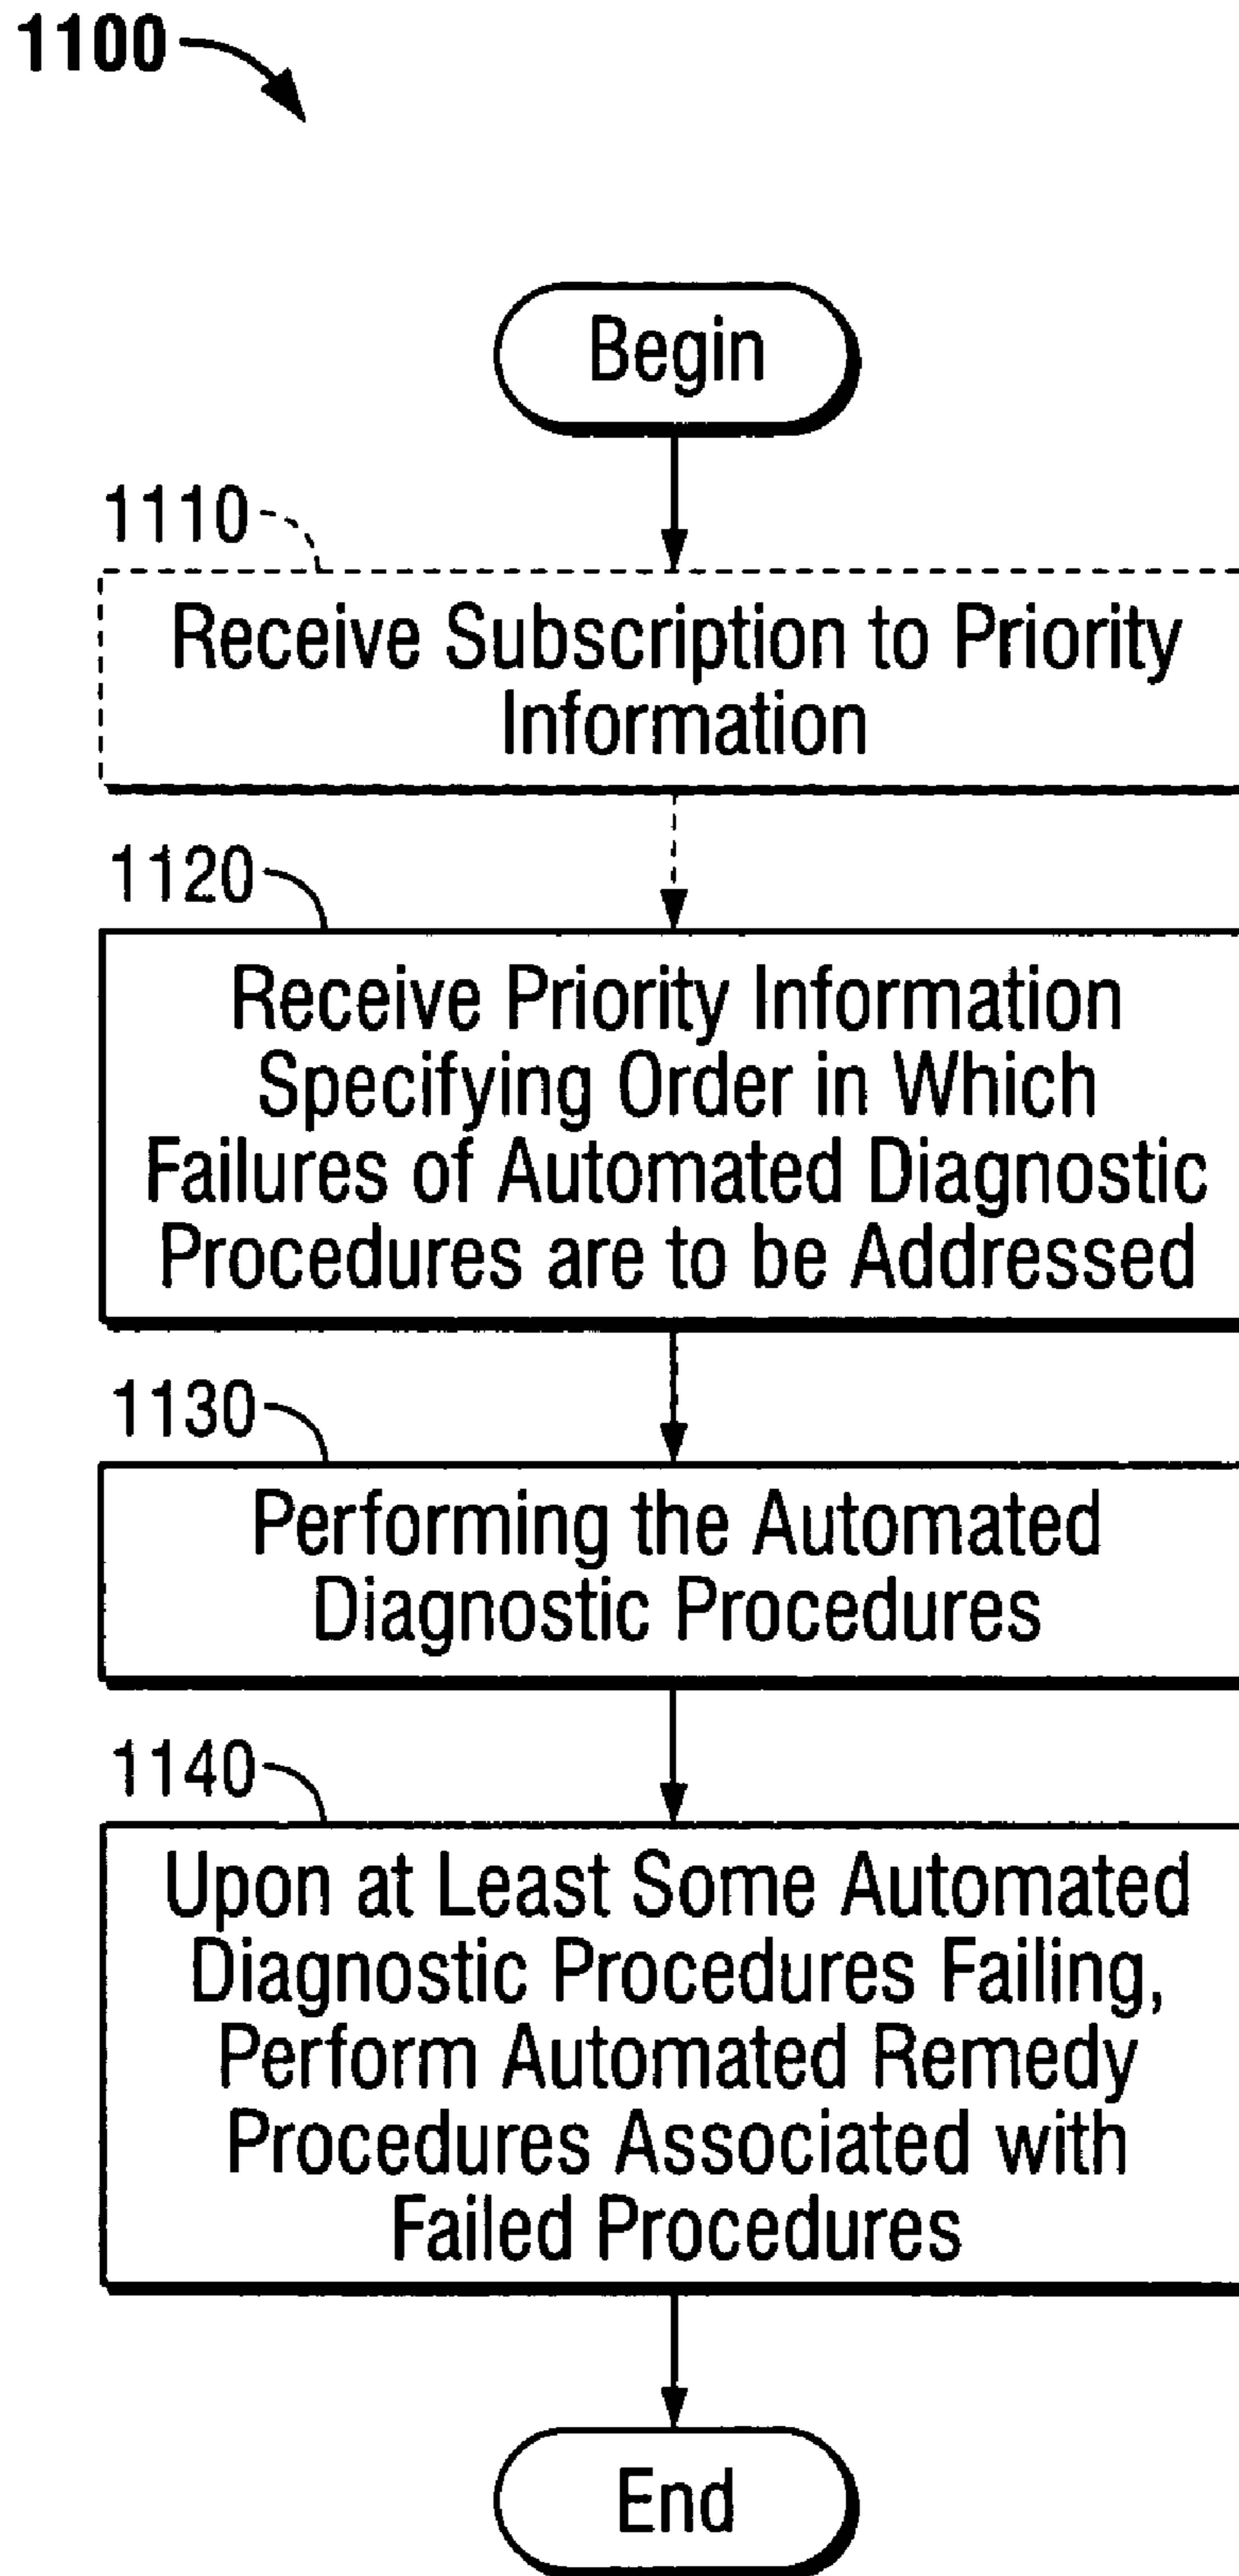 1100
Begin
1110
Receive Subscription to Priority
Information
1120
Receive Priority Information
Specifying Order in Which
Failures of Automated Diagnostic
Procedures are to be Addressed
1130
Performing the Automated
Diagnostic Procedures
1140
Upon at Least Some Automated
Diagnostic Procedures Failing,
Perform Automated Remedy
Procedures Associated with
Failed Procedures
End